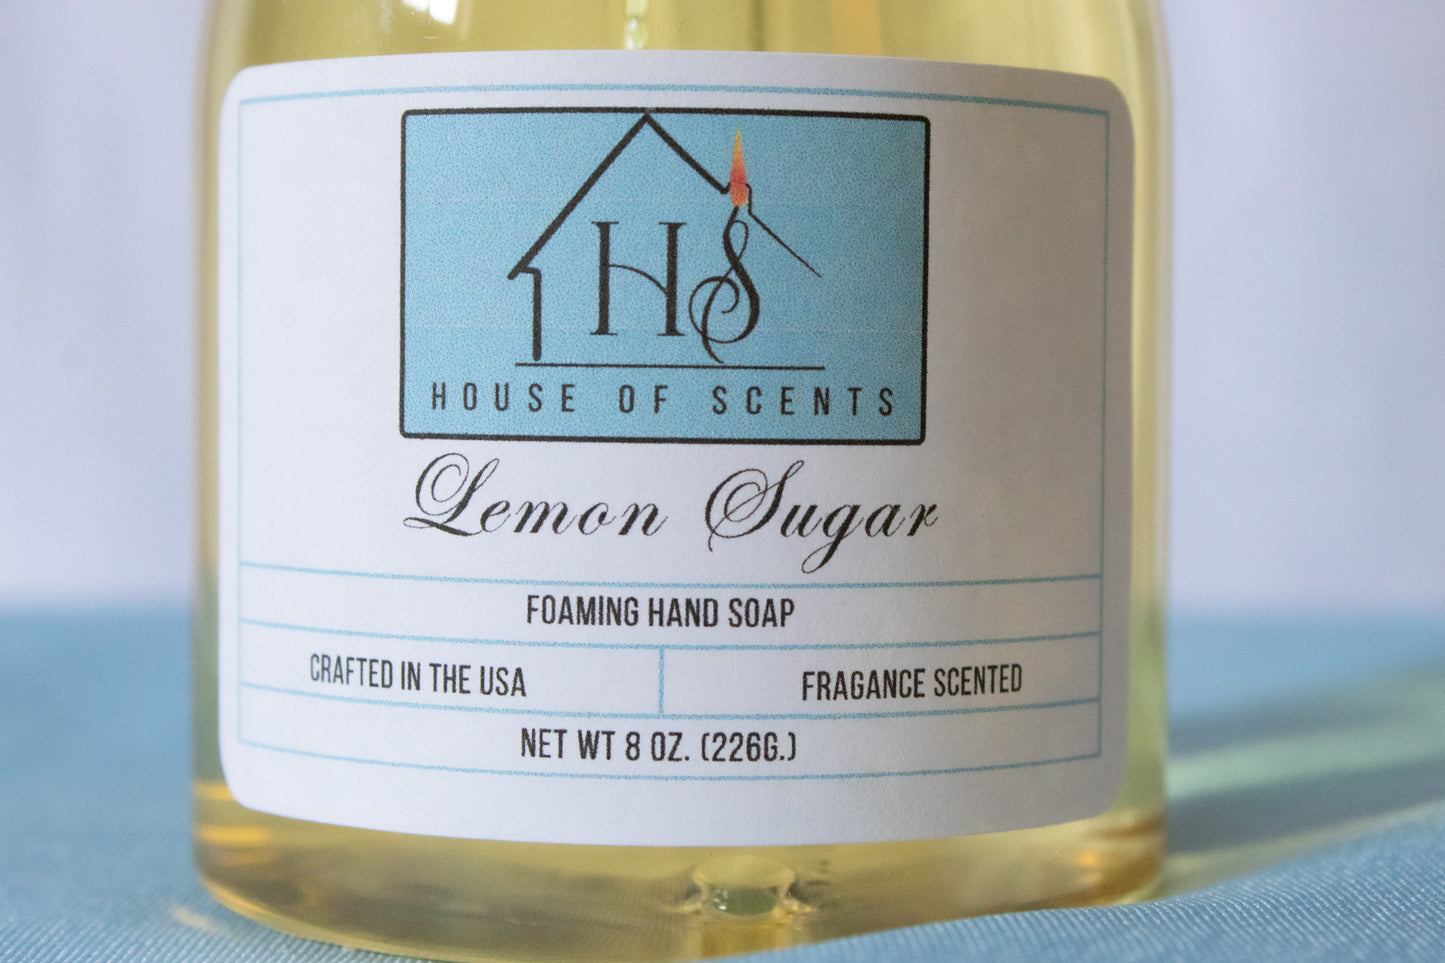 HS
HOUSE OF SCENTS
Lemon Sugar
FOAMING HAND SOAP
CRAFTED IN THE USA
FRAGANCE SCENTED
NET WT 8 OZ. (226G.)